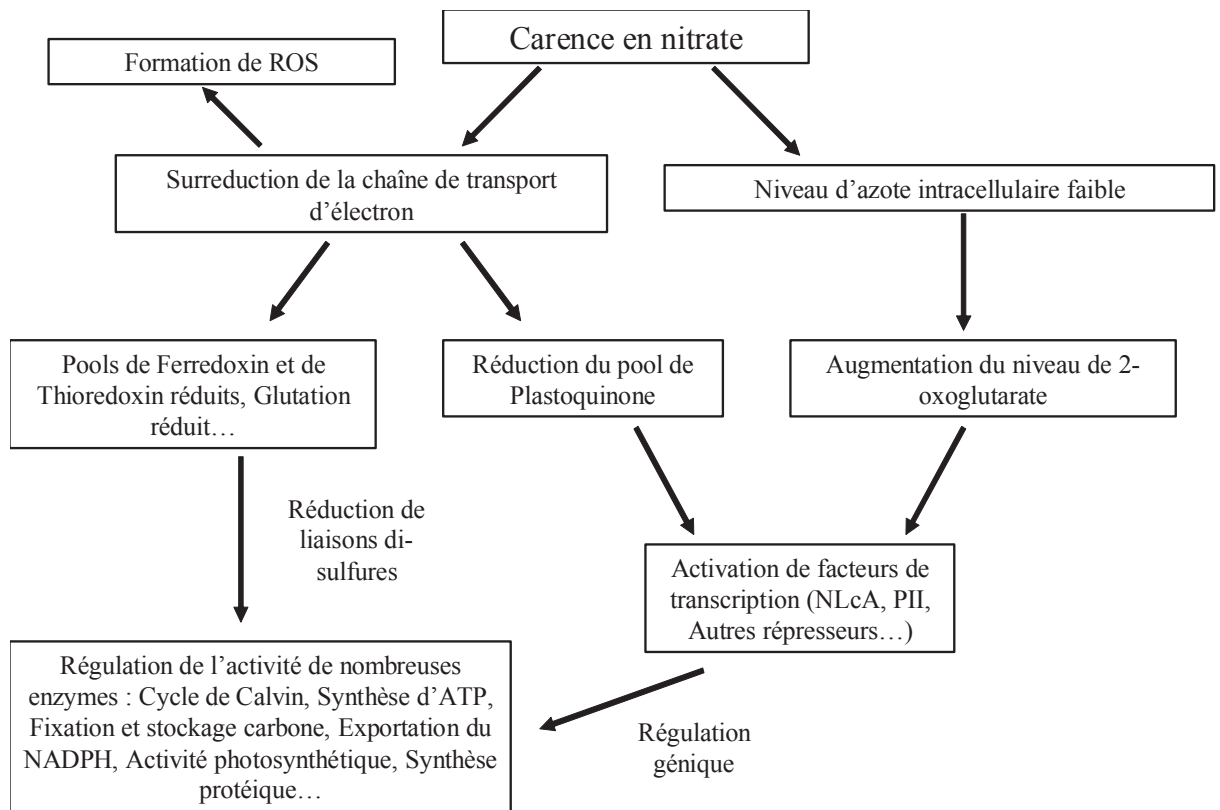 Carence en nitrate
Formation de ROS
Surreduction de la chaîne de transport
d’électron
Niveau d’azote intracellulaire faible
Pools de Ferredoxin et de
Thioredoxin réduits, Glutation
réduit…
Réduction du pool de
Plastoquinone
Augmentation du niveau de 2-
oxoglutarate
Réduction de
liaisons di-
sulfures
Activation de facteurs de
transcription (NLcA, PII,
Autres répresseurs…)
Régulation de l’activité de nombreuses
enzymes : Cycle de Calvin, Synthèse d’ATP,
Fixation et stockage carbone, Exportation du
NADPH, Activité photosynthétique, Synthèse
protéique…
Régulation
génique